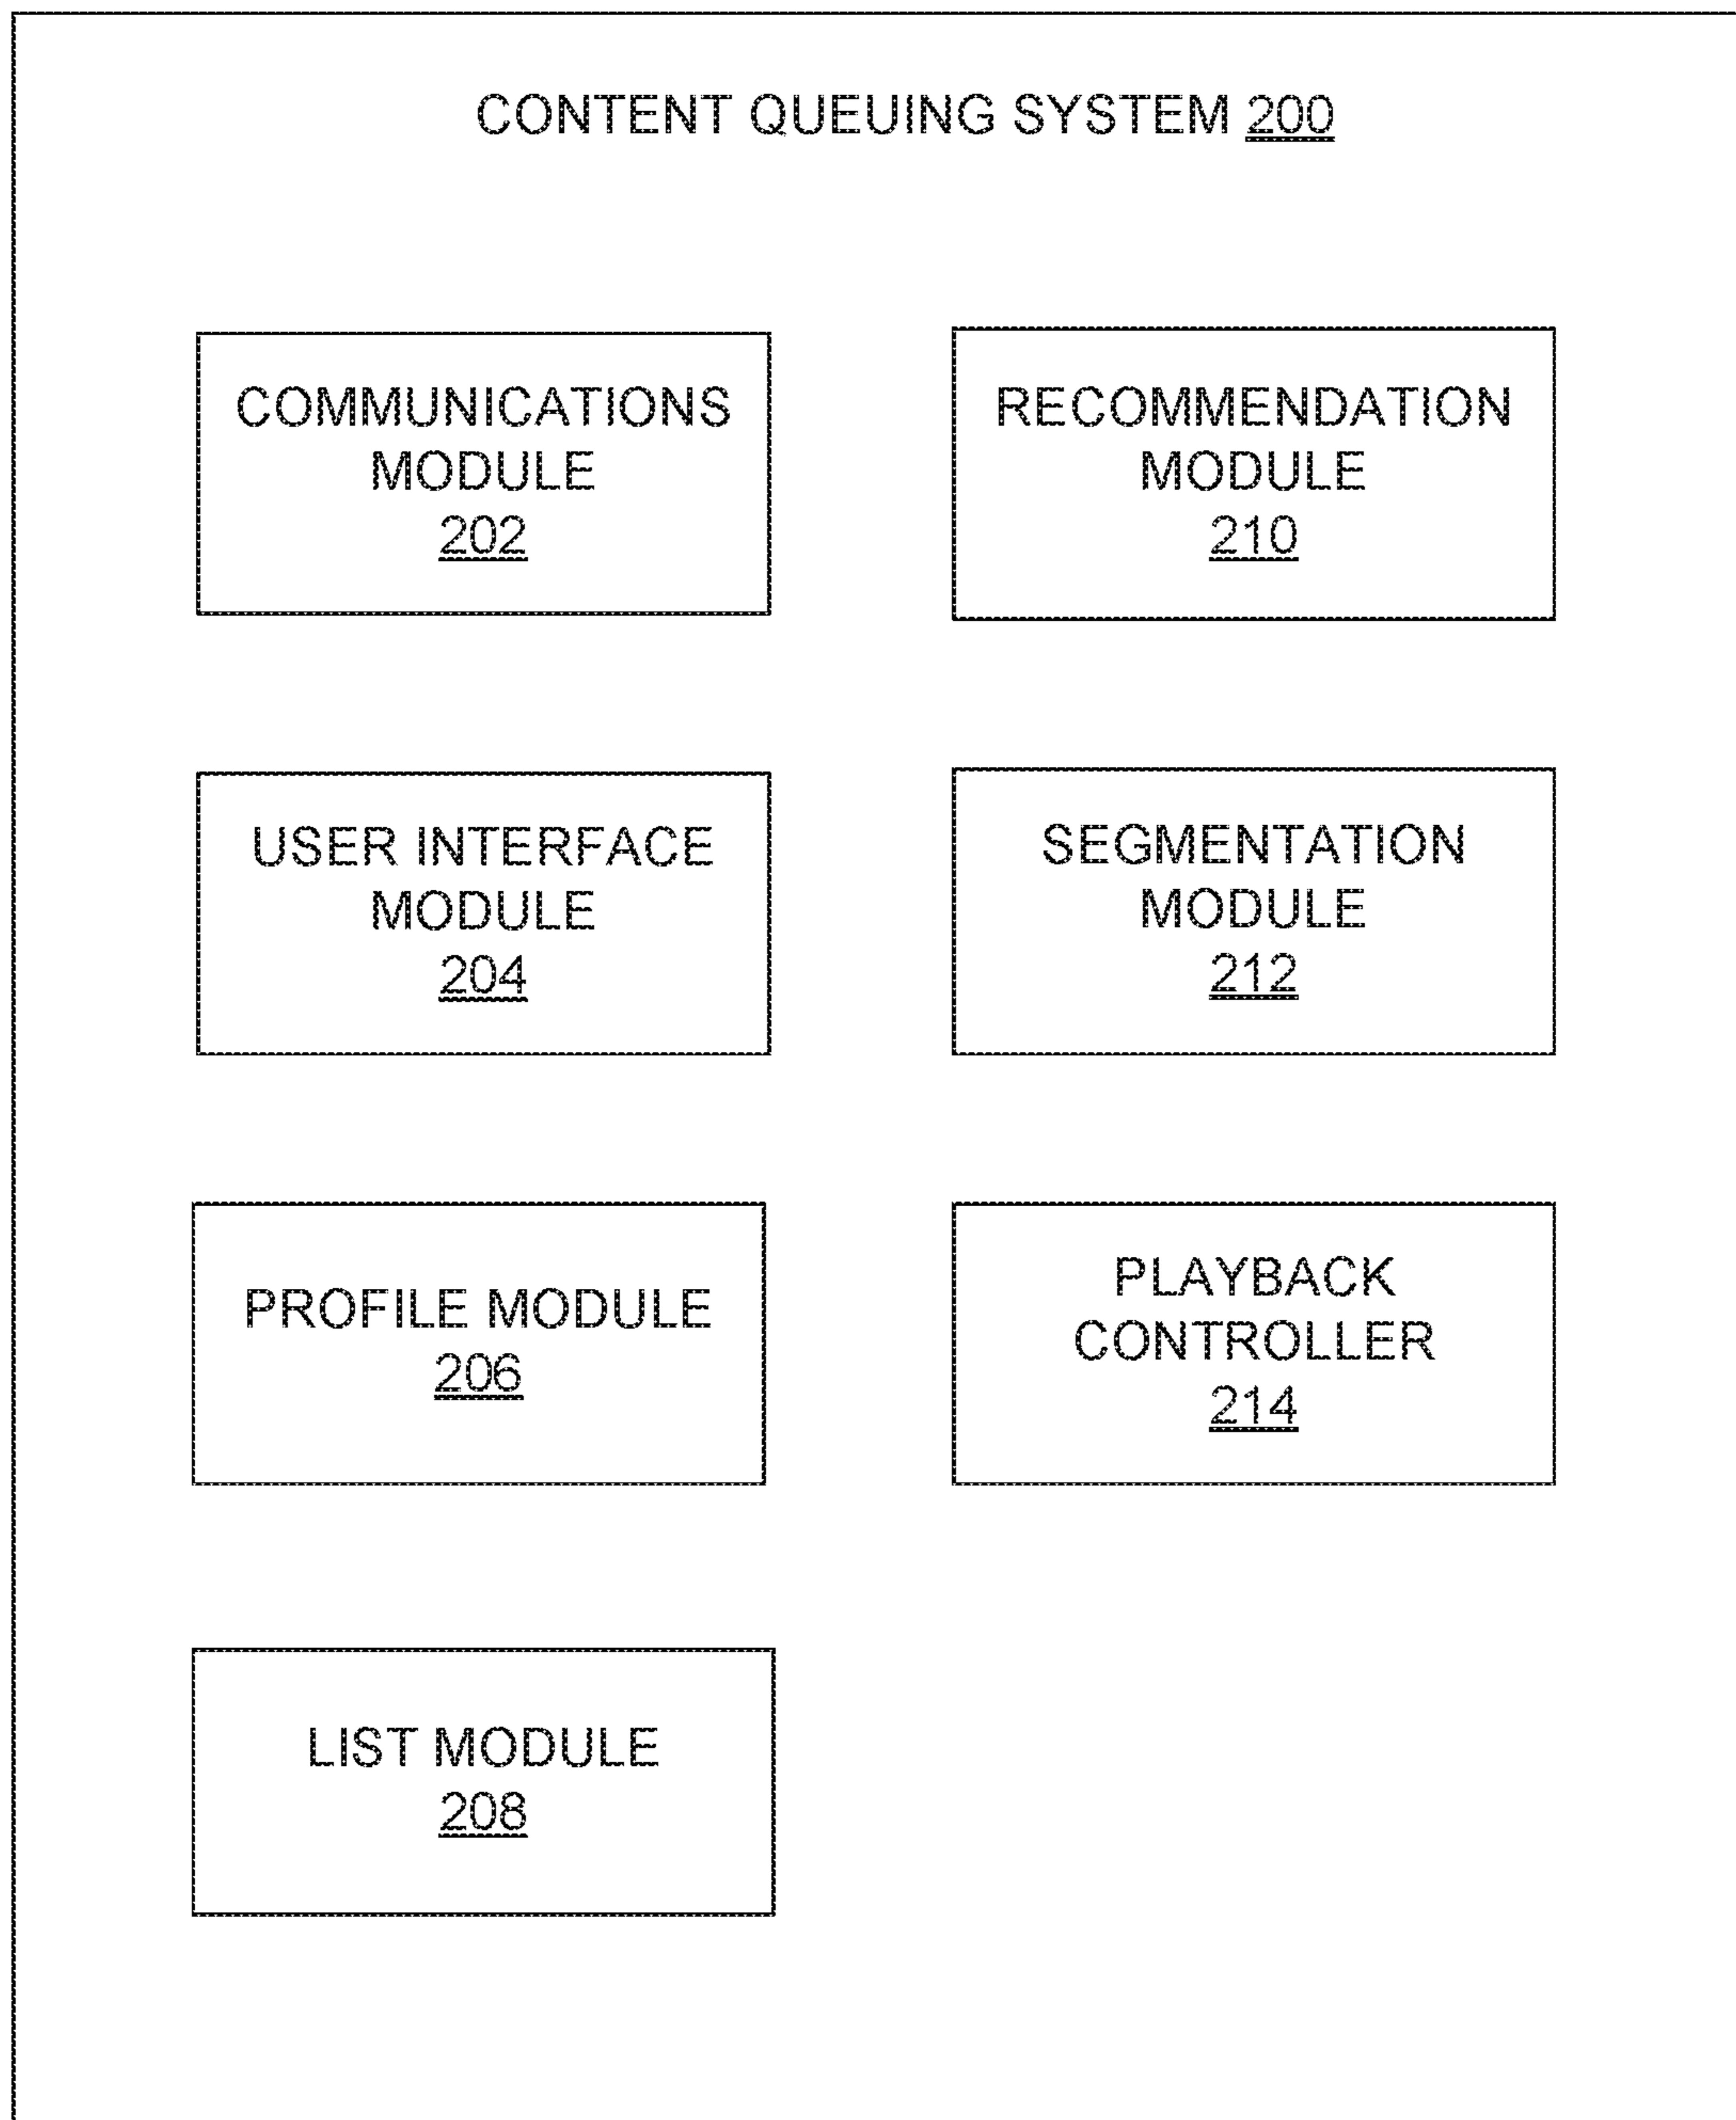 CONTENT QUEUING SYSTEM 200
COMMUNICATIONS
MODULE
202
RECOMMENDATION
MODULE
210
USER INTERFACE
MODULE
204
SEGMENTATION
MODULE
212
PROFILE MODULE
206
PLAYBACK
CONTROLLER
214
LIST MODULE
208